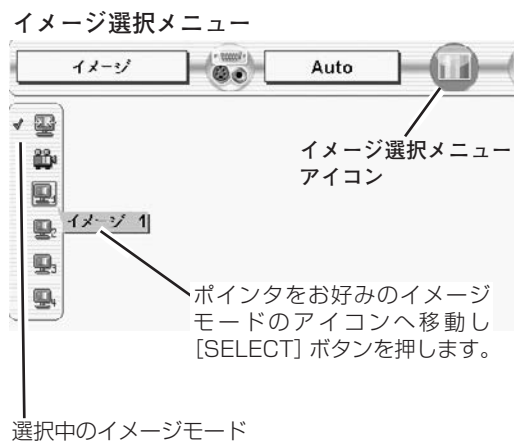 イメージ選択メニュー
イメージ
Auto
イメージ選択メニュー
アイコン
イメージ 1
1
2
3
4
ポインタをお好みのイメージ
モードのアイコンへ移動し
［SELECT］ボタンを押します。
選択中のイメージモード